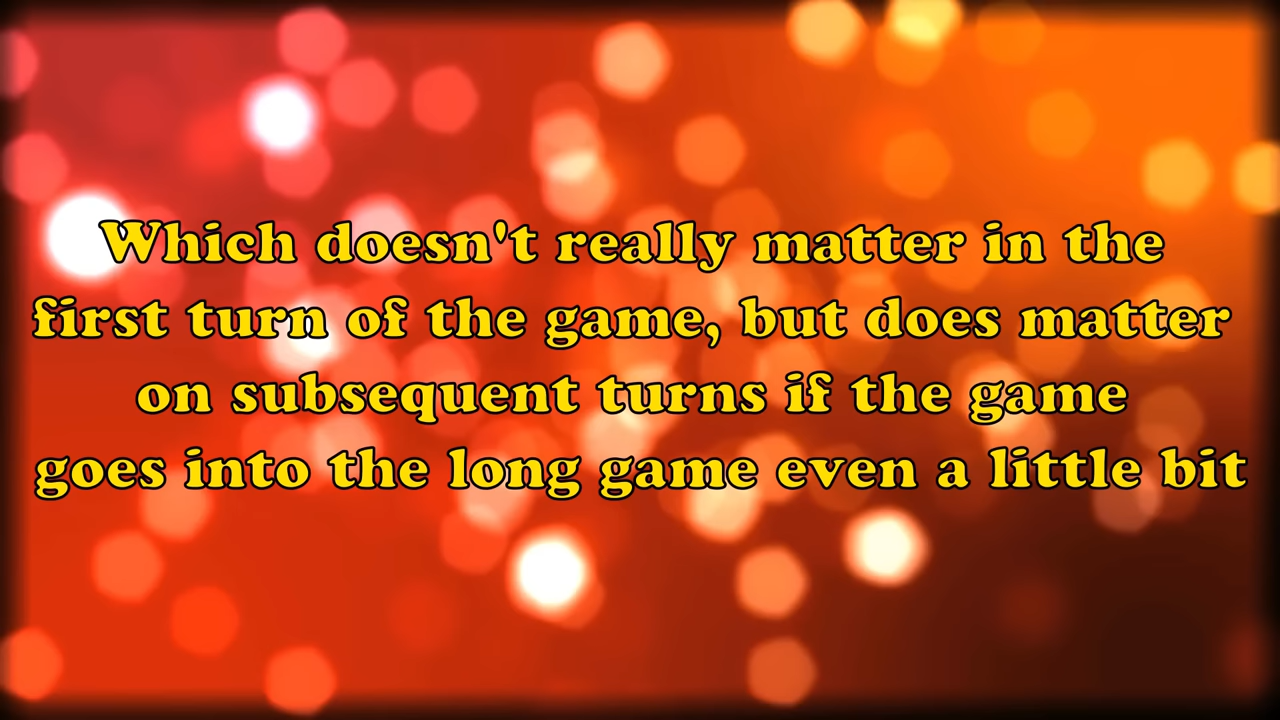 Which doesn't really matter in the
first turn of the game, but does matter
on subsequent turns if the game
goes into the long game even a little bit